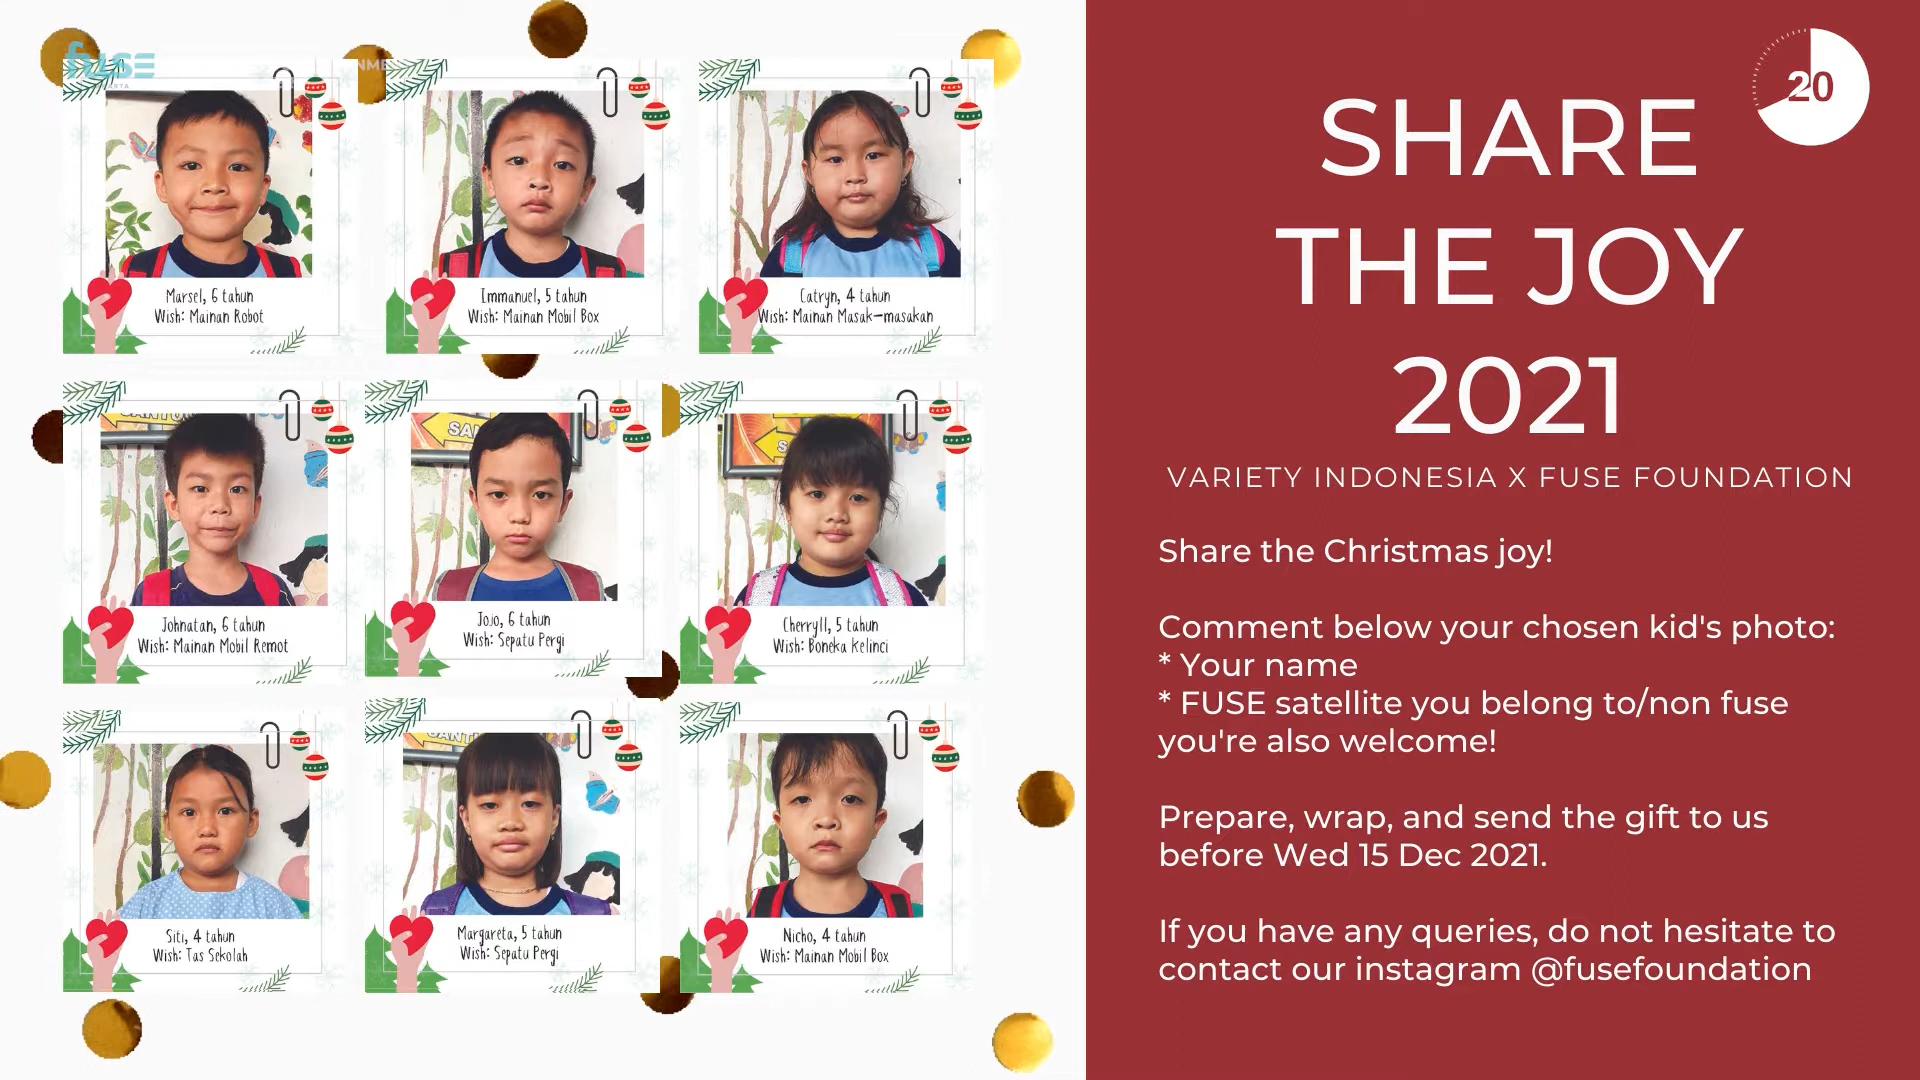 fuse
Marsel, 6 tahun
Wish: Mainan Robot
Immanuel, 5 tahun
Wish: Mainan Mobil Box
Catryn, 4 tahun
Wish: Mainan Masak-masakan
Johnatan, 6 tahun
Wish: Mainan Mobil Remot
Jojo, 6 tahun
Wish: Sepatu Pergi
Cherryll, 5 tahun
Wish: Boneka Kelinci
Siti, 4 tahun
Wish: Tas Sekolah
Margareta, 5 tahun
Wish: Sepatu Pergi
Nicho, 4 tahun
Wish: Mainan Mobil Box
20
SHARE
THE JOY
2021
VARIETY INDONESIA X FUSE FOUNDATION
Share the Christmas joy!
Comment below your chosen kid's photo:
* Your name
* FUSE satellite you belong to/non fuse
you're also welcome!
Prepare, wrap, and send the gift to us
before Wed 15 Dec 2021.
If you have any queries, do not hesitate to
contact our instagram @fusefoundation